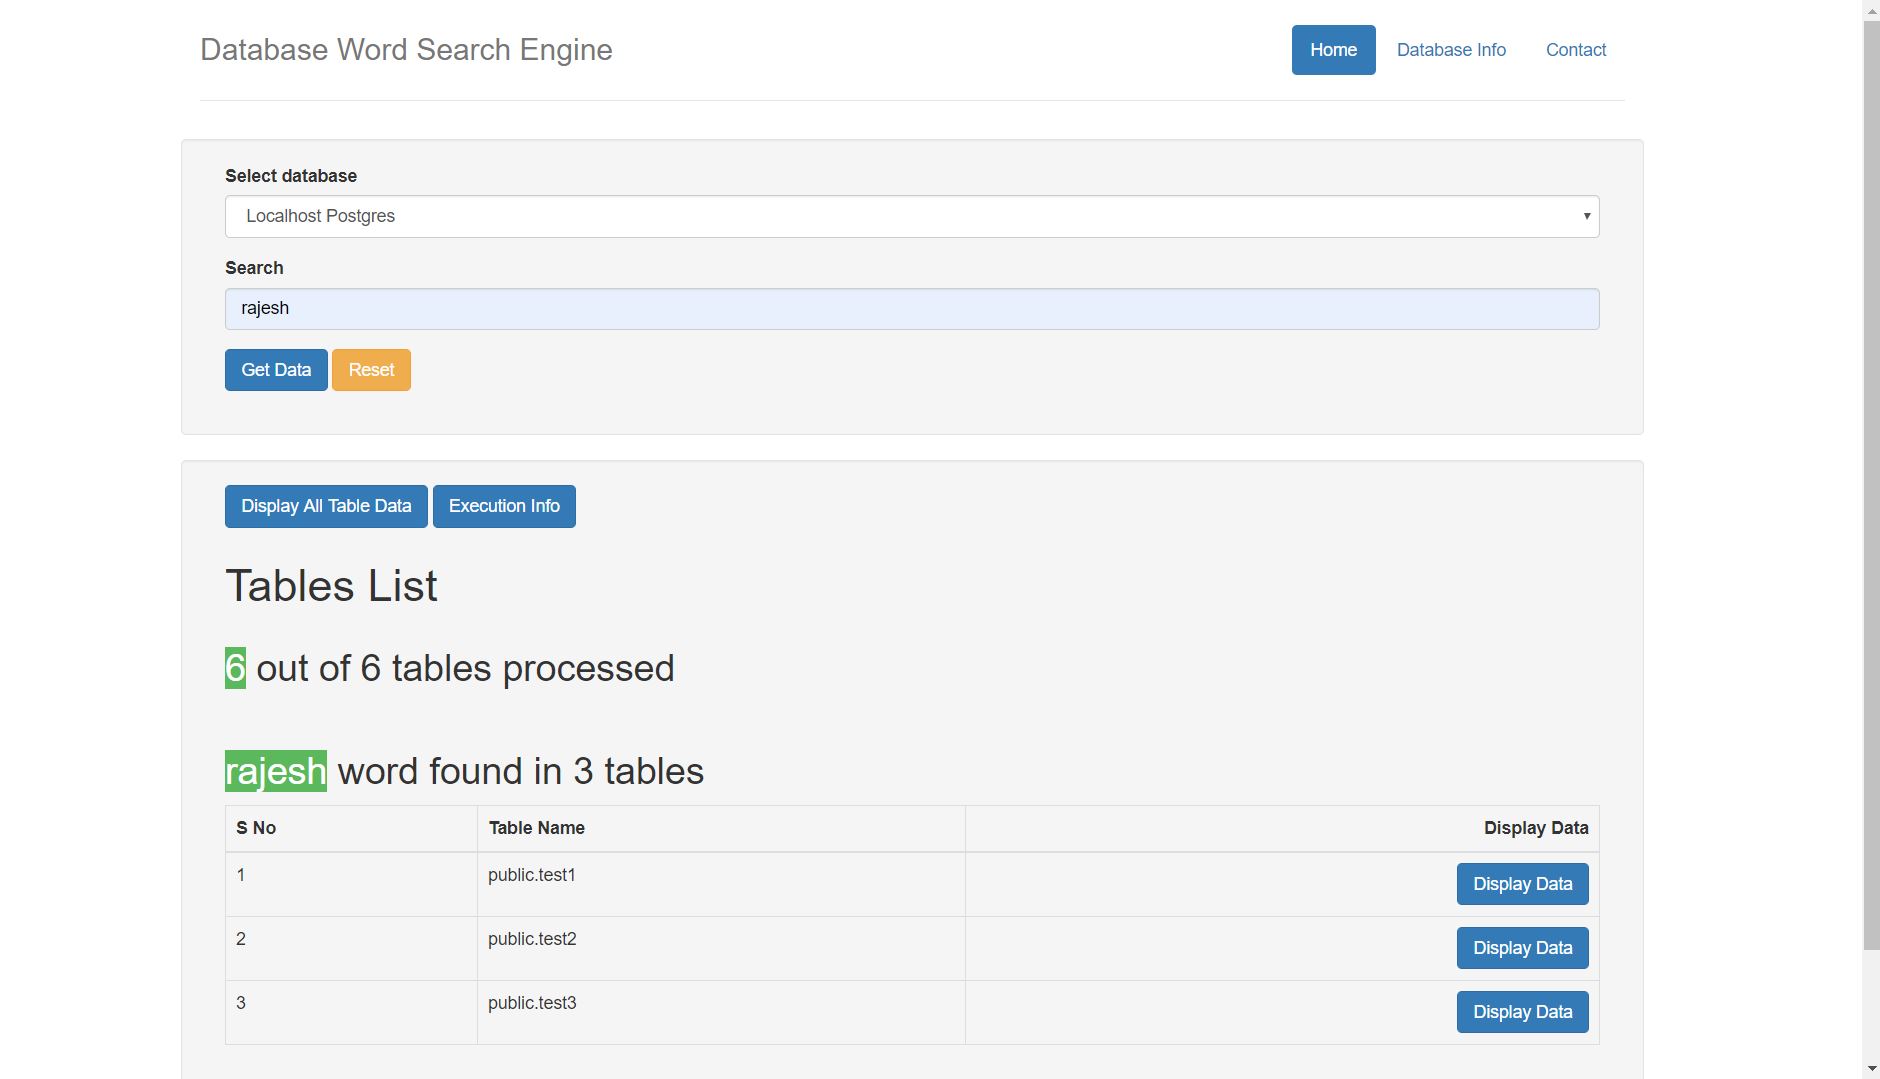 Database Word Search Engine Home Database Info Contact
Select database
Localhost Postgres
Search
rajesh
Get Data Reset
Display All Table Data Execution Info
Tables List
6 out of 6 tables processed
rajesh word found in 3 tables
S No Table Name Display Data
1 public.test1 Display Data
2 public.test2 Display Data
3 public.test3 Display Data